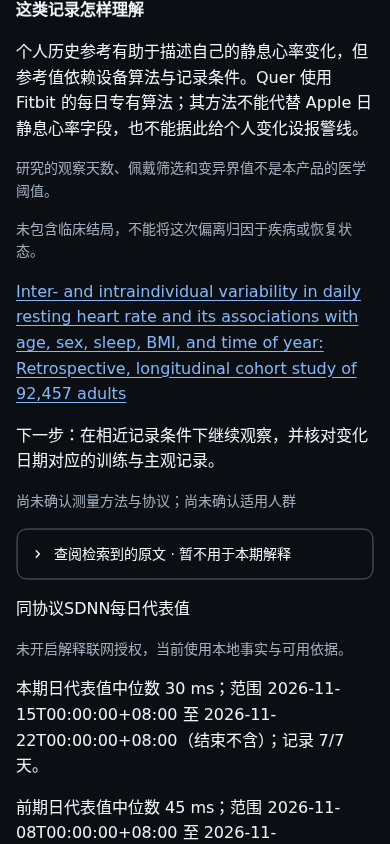 这类记录怎样理解
个人历史参考有助于描述自己的静息心率变化，但
参考值依赖设备算法与记录条件。Quer 使用
Fitbit 的每日专有算法；其方法不能代替 Apple 日
静息心率字段，也不能据此给个人变化设报警线。
研究的观察天数、佩戴筛选和变异界值不是本产品的医学
阈值。
未包含临床结局，不能将这次偏离归因于疾病或恢复状
态。
Inter- and intraindividual variability in daily
resting heart rate and its associations with
age, sex, sleep, BMI, and time of year:
Retrospective, longitudinal cohort study of
92,457 adults
下一步：在相近记录条件下继续观察，并核对变化
日期对应的训练与主观记录。
尚未确认测量方法与协议；尚未确认适用人群
› 查阅检索到的原文 · 暂不用于本期解释
同协议SDNN每日代表值
未开启解释联网授权，当前使用本地事实与可用依据。
本期日代表值中位数 30 ms；范围 2026-11-
15T00:00:00+08:00 至 2026-11-
22T00:00:00+08:00（结束不含）；记录 7/7
天。
前期日代表值中位数 45 ms；范围 2026-11-
08T00:00:00+08:00 至 2026-11-